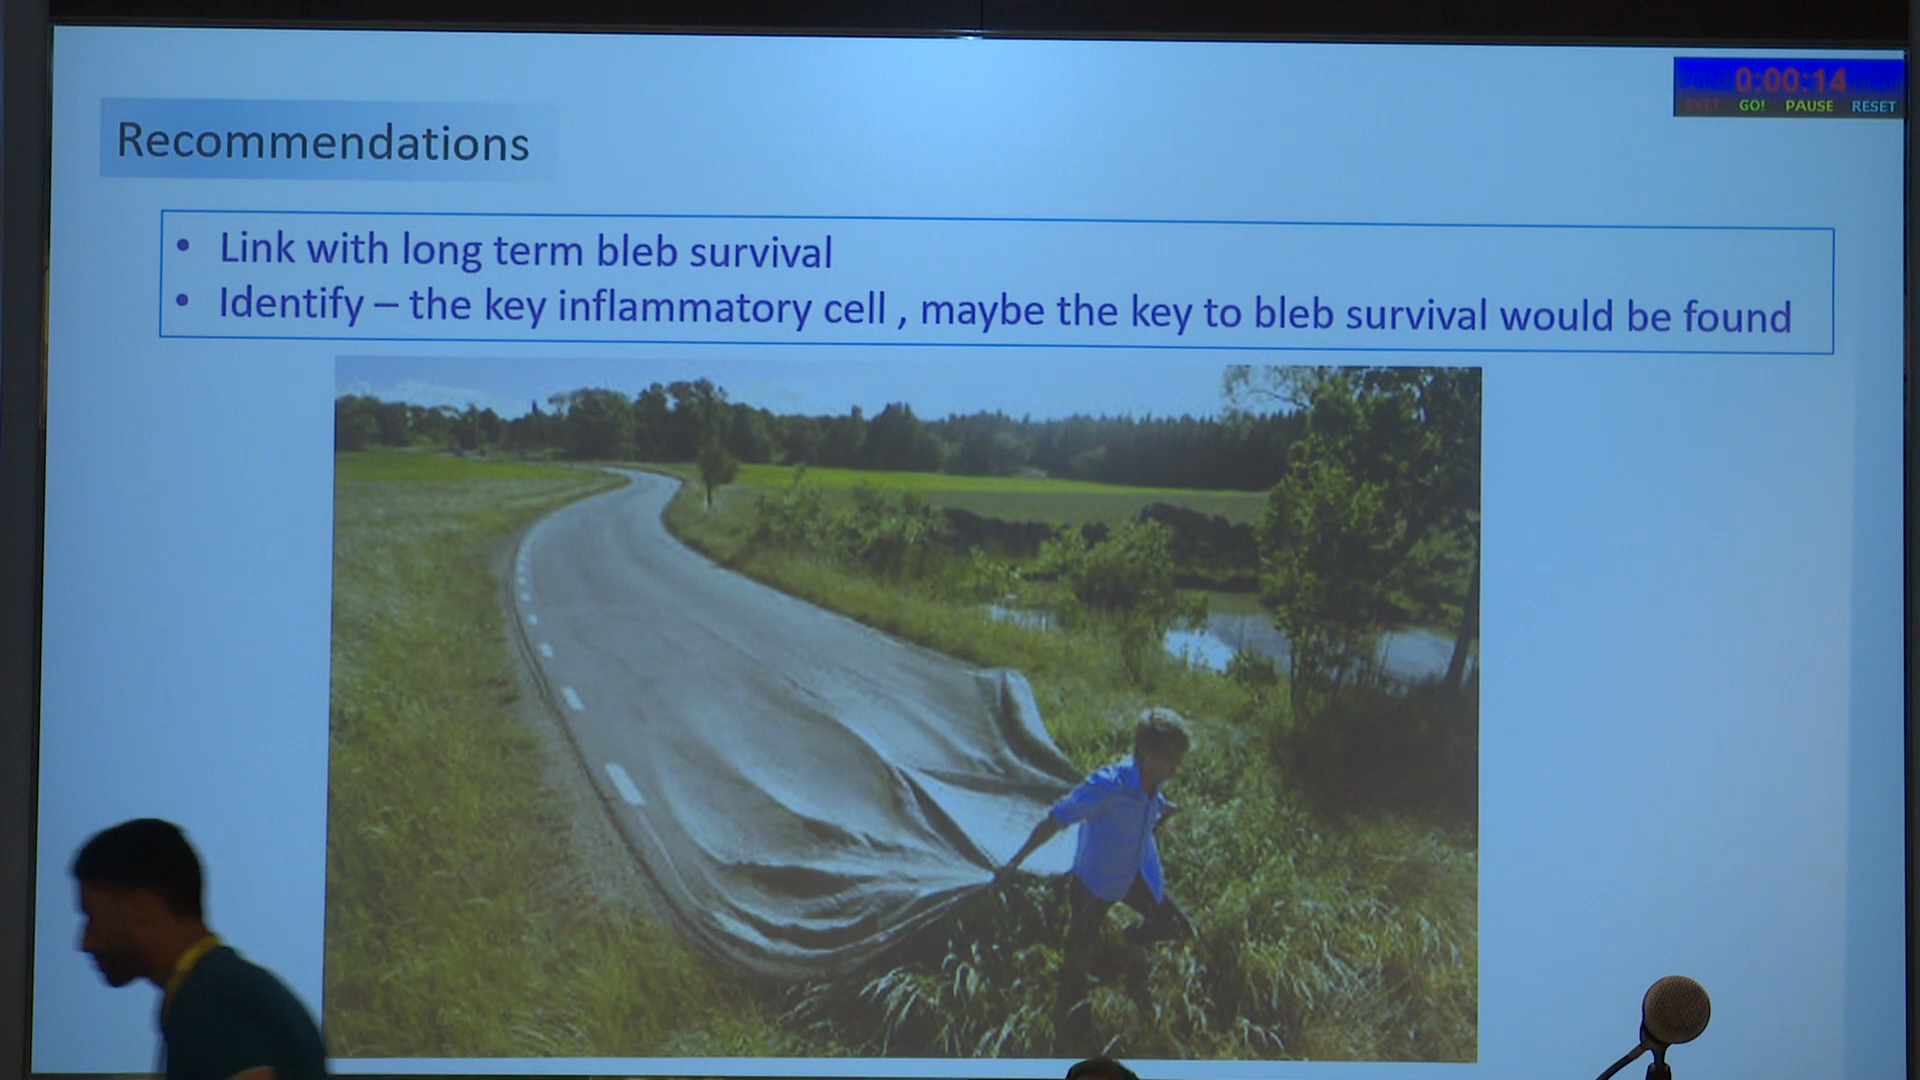 0:00:14
EXIT GO! PAUSE RESET
Recommendations
• Link with long term bleb survival
• Identify – the key inflammatory cell , maybe the key to bleb survival would be found